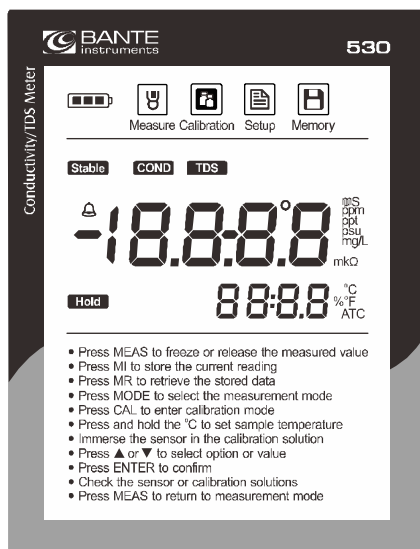 BANTE
instruments
530
Conductivity/TDS Meter
Measure Calibration Setup Memory
Stable COND TDS
-18.8:8.8°
mS
ppm
ppt
psu
mg/L
mkΩ
Hold
88:8.8
°C
%°F
ATC
• Press MEAS to freeze or release the measured value
• Press MI to store the current reading
• Press MR to retrieve the stored data
• Press MODE to select the measurement mode
• Press CAL to enter calibration mode
• Press and hold the °C to set sample temperature
• Immerse the sensor in the calibration solution
• Press ▲ or ▼ to select option or value
• Press ENTER to confirm
• Check the sensor or calibration solutions
• Press MEAS to return to measurement mode